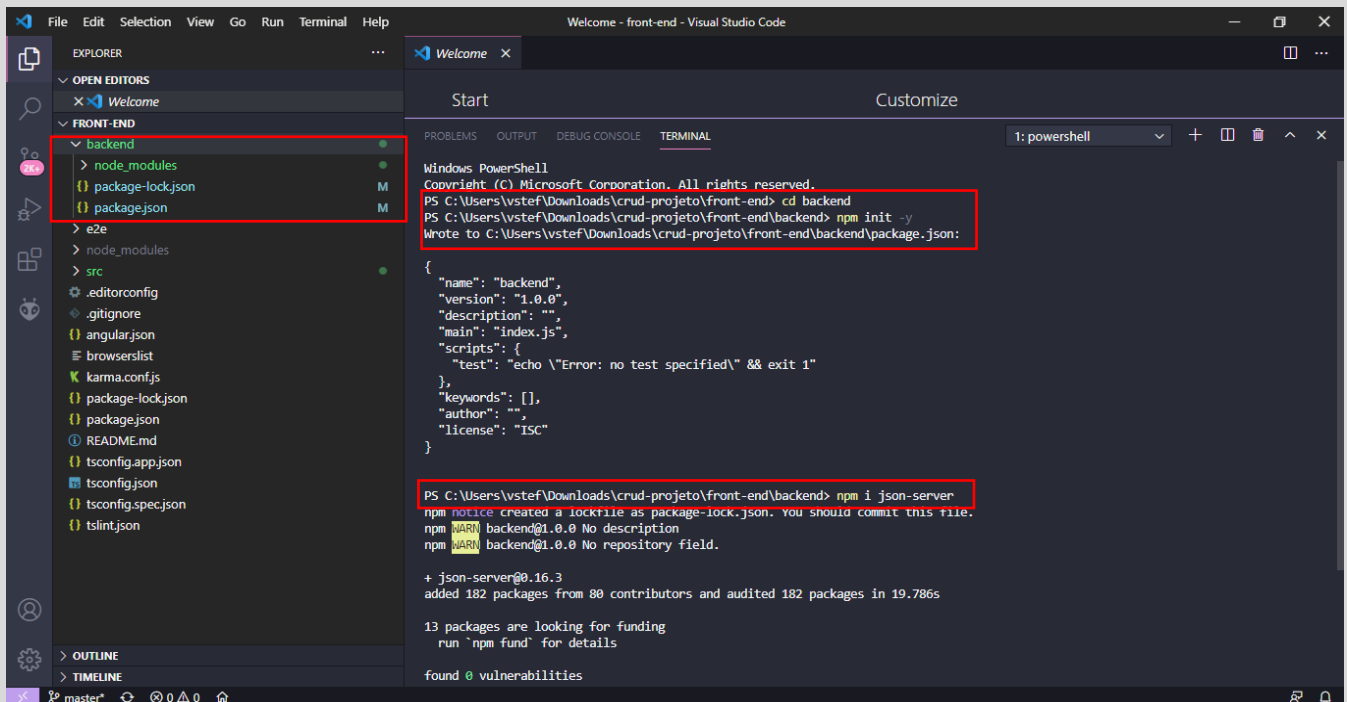 File Edit Selection View Go Run Terminal Help
Welcome - front-end - Visual Studio Code
EXPLORER
OPEN EDITORS
Welcome
FRONT-END
backend
node_modules
{} package-lock.json M
{} package.json M
e2e
node_modules
src
.editorconfig
.gitignore
{} angular.json
browserslist
karma.conf.js
{} package-lock.json
{} package.json
README.md
{} tsconfig.app.json
tsconfig.json
{} tsconfig.spec.json
{} tslint.json
OUTLINE
TIMELINE
2K+
Welcome
Start
Customize
PROBLEMS OUTPUT DEBUG CONSOLE TERMINAL
1: powershell
Windows PowerShell
Copyright (C) Microsoft Corporation. All rights reserved.
PS C:\Users\vstef\Downloads\crud-projeto\front-end> cd backend
PS C:\Users\vstef\Downloads\crud-projeto\front-end\backend> npm init -y
Wrote to C:\Users\vstef\Downloads\crud-projeto\front-end\backend\package.json:
{
"name": "backend",
"version": "1.0.0",
"description": "",
"main": "index.js",
"scripts": {
"test": "echo \"Error: no test specified\" && exit 1"
},
"keywords": [],
"author": "",
"license": "ISC"
}
PS C:\Users\vstef\Downloads\crud-projeto\front-end\backend> npm i json-server
npm notice created a lockfile as package-lock.json. You should commit this file.
npm WARN backend@1.0.0 No description
npm WARN backend@1.0.0 No repository field.
+ json-server@0.16.3
added 182 packages from 80 contributors and audited 182 packages in 19.786s
13 packages are looking for funding
run `npm fund` for details
found 0 vulnerabilities
master* 0 0